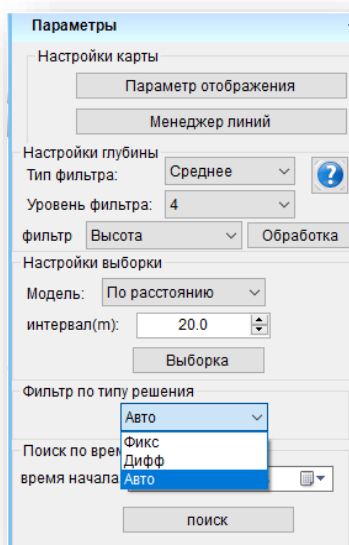 Параметры
Настройки карты
Параметр отображения
Менеджер линий
Настройки глубины
Тип фильтра: Среднее
Уровень фильтра: 4
фильтр Высота Обработка
Настройки выборки
Модель: По расстоянию
интервал(m): 20.0
Выборка
Фильтр по типу решения
Авто
Фикс
Дифф
Авто
Поиск по
время начала
поиск